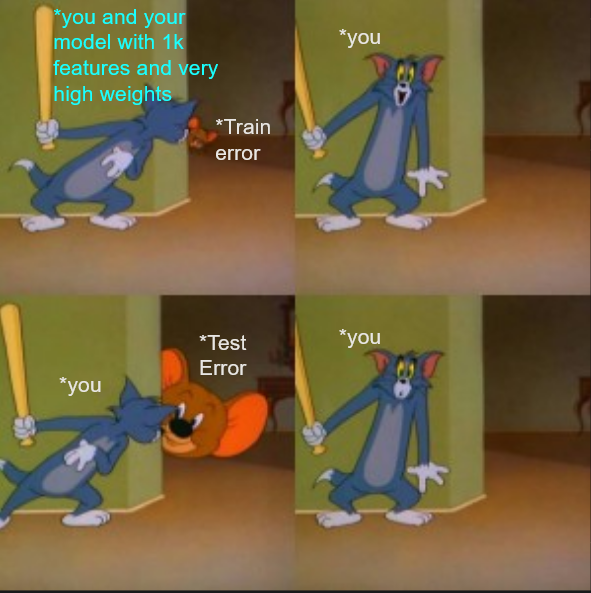 *you and your
model with 1k
features and very
high weights
*Train
error
*you
*you
*Test
Error
*you